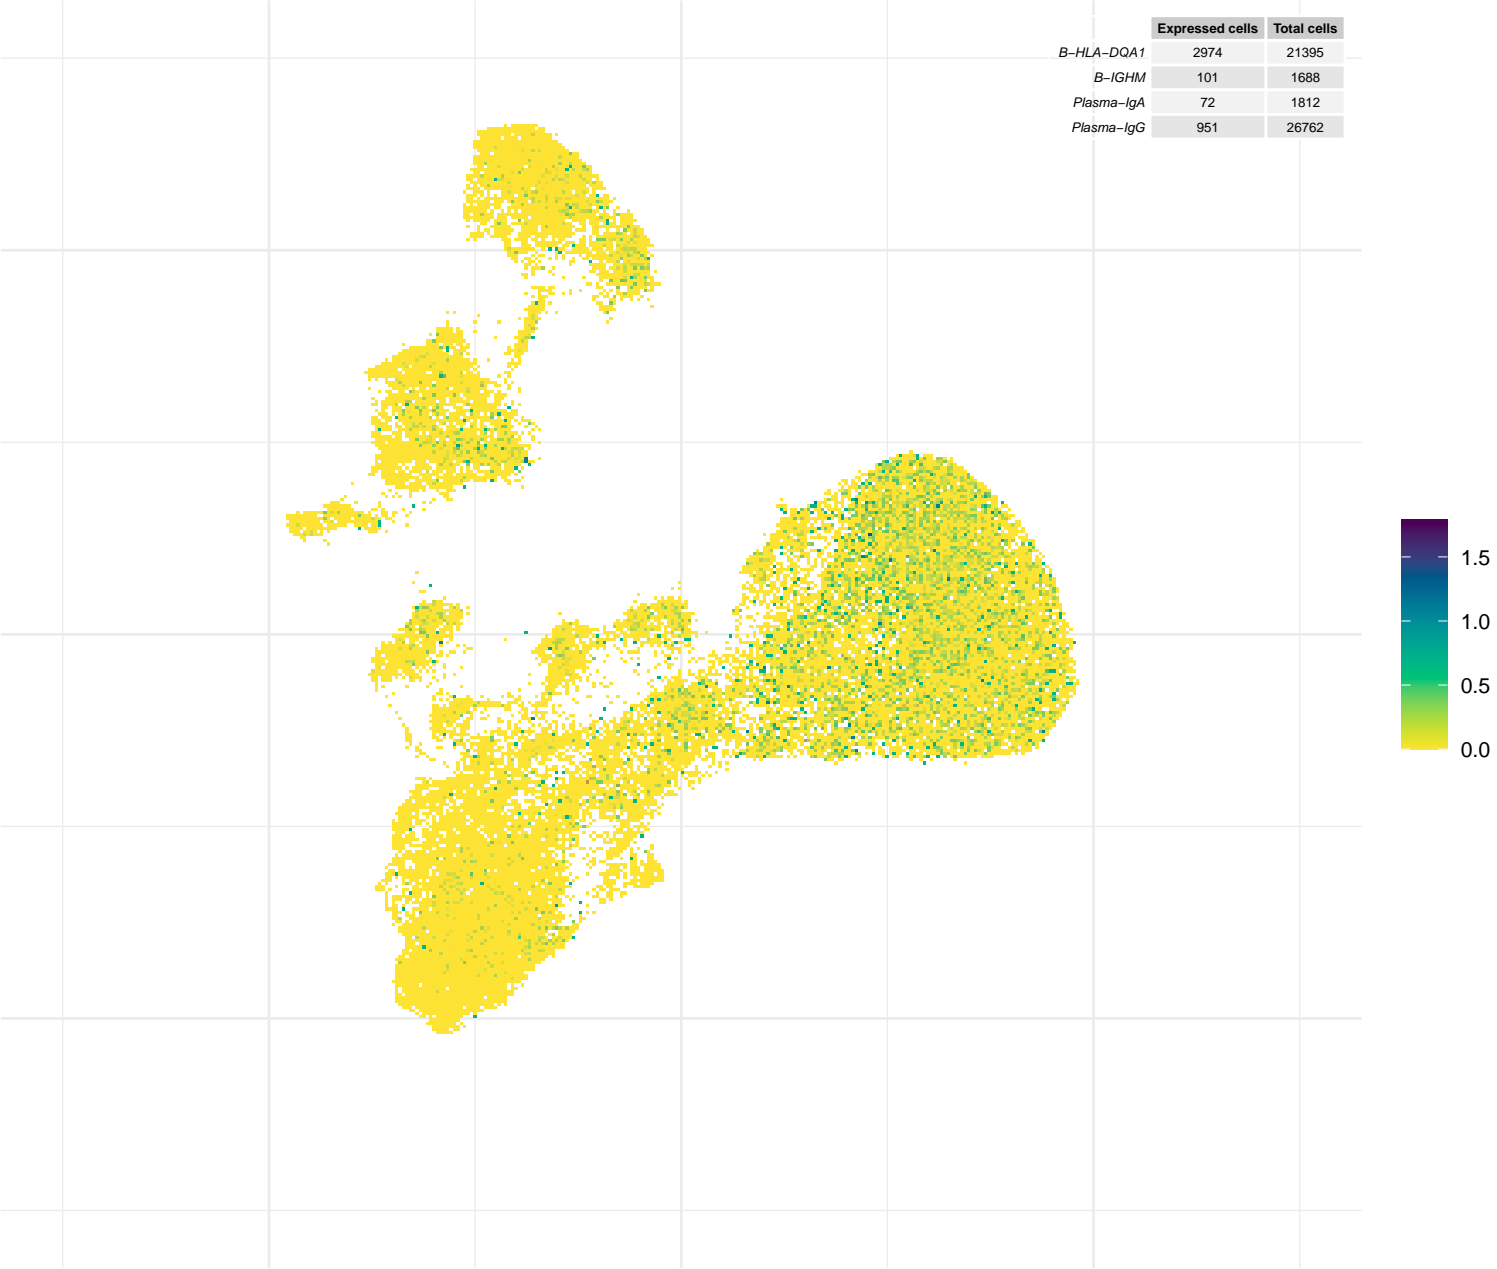 Expressed cells Total cells
B−HLA−DQA1 2974 21395
B−IGHM 101 1688
Plasma−IgA 72 1812
Plasma−IgG 951 26762
1.5
1.0
0.5
0.0